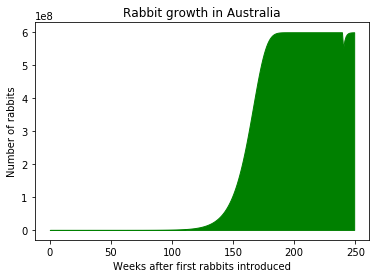 Rabbit growth in Australia
1e8
6
5
4
3
2
1
0
Number of rabbits
0 50 100 150 200 250
Weeks after first rabbits introduced